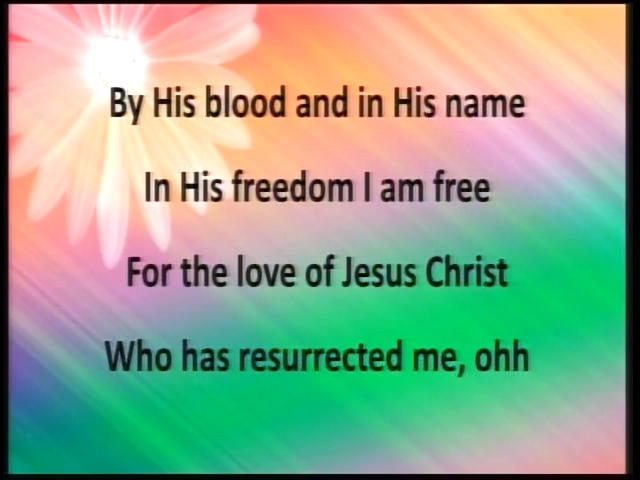 By His blood and in His name
In His freedom I am free
For the love of Jesus Christ
Who has resurrected me, ohh